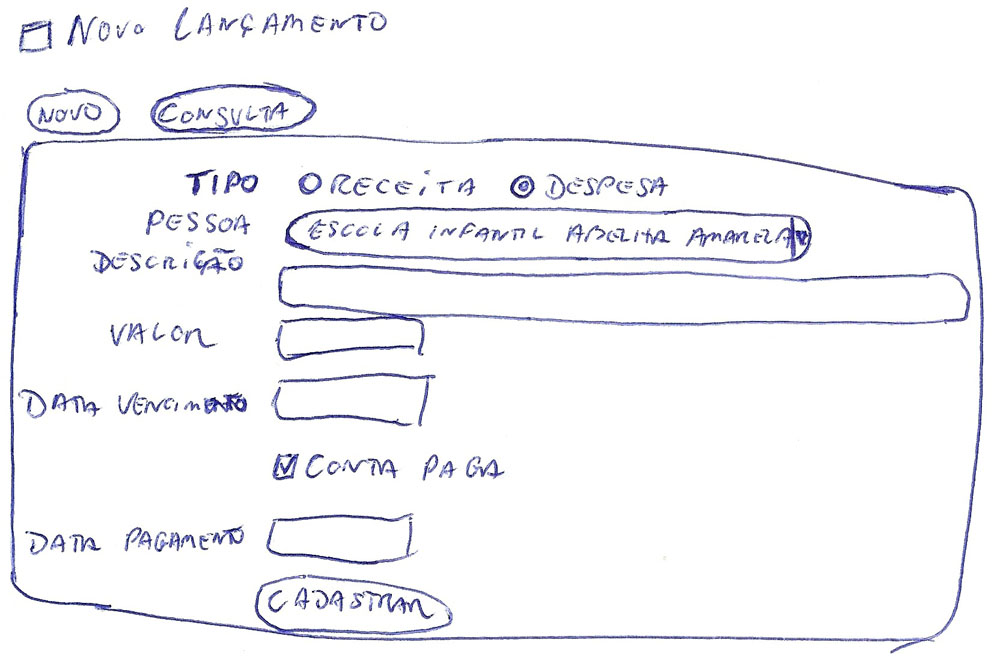 NOVO LANÇAMENTO
NOVO CONSULTA
TIPO RECEITA DESPESA
PESSOA ESCOLA INFANTIL ABELHA AMARELA
DESCRIÇÃO
VALOR
DATA VENCIMENTO
CONTA PAGA
DATA PAGAMENTO
CADASTRAR